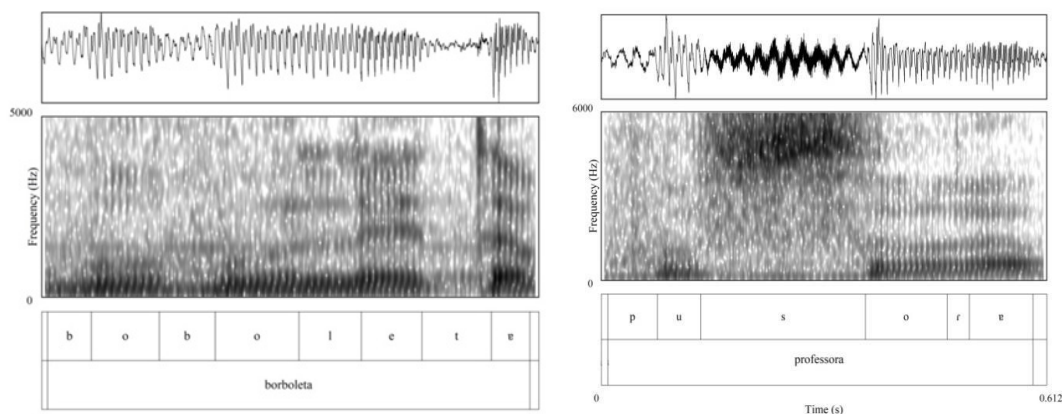 5000
Frequency (Hz)
0
b o b o l e t ɐ
borboleta
6000
Frequency (Hz)
0
p u s o ɾ ɐ
professora
0
Time (s)
0.612